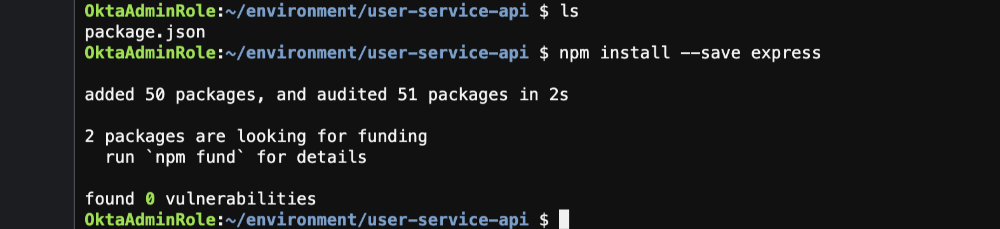 OktaAdminRole:~/environment/user-service-api $ ls
package.json
OktaAdminRole:~/environment/user-service-api $ npm install --save express
added 50 packages, and audited 51 packages in 2s
2 packages are looking for funding
  run `npm fund` for details
found 0 vulnerabilities
OktaAdminRole:~/environment/user-service-api $